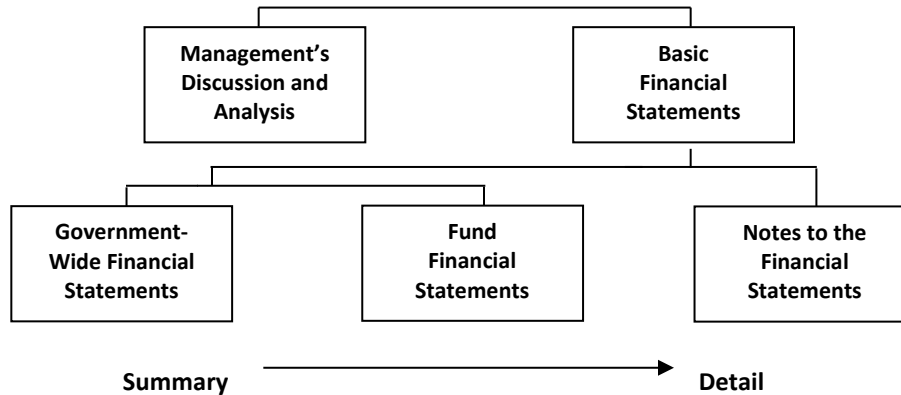 Management’s
Discussion and
Analysis
Basic
Financial
Statements
Government-
Wide Financial
Statements
Fund
Financial
Statements
Notes to the
Financial
Statements
Summary
Detail